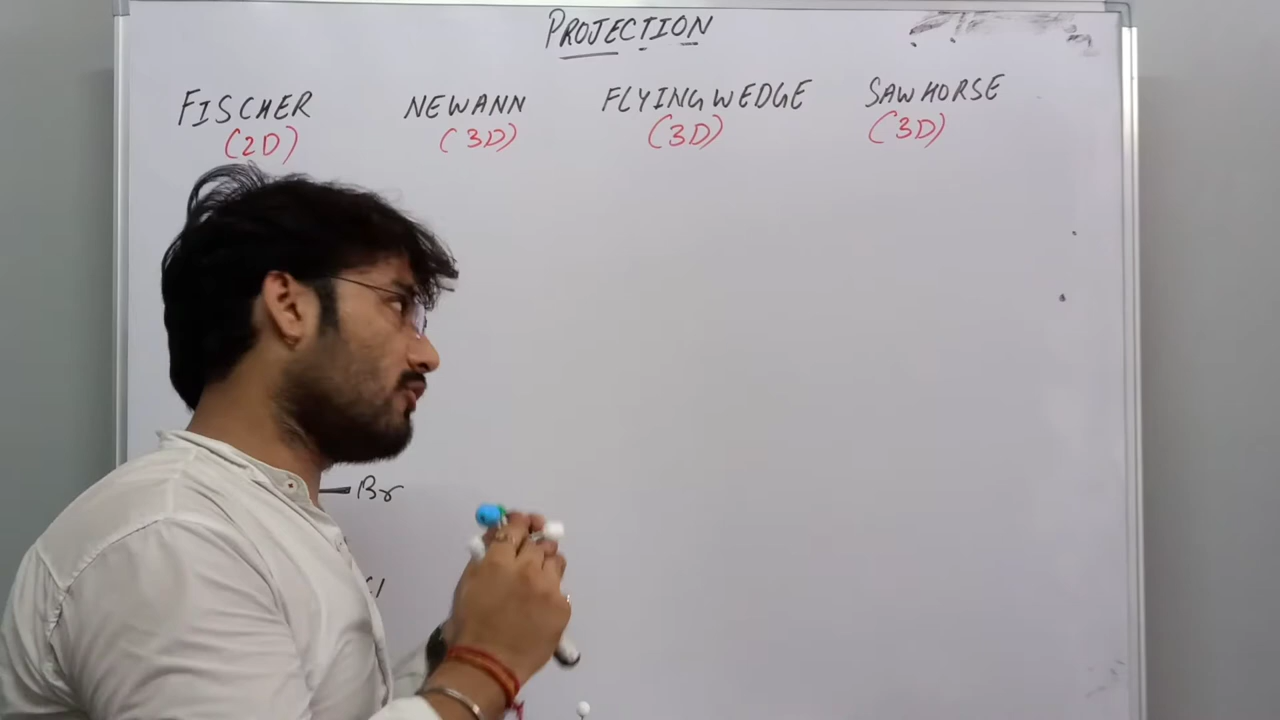 PROJECTION
FISCHER NEWANN FLYING WEDGE SAWHORSE
(2D) (3D) (3D) (3D)
Br